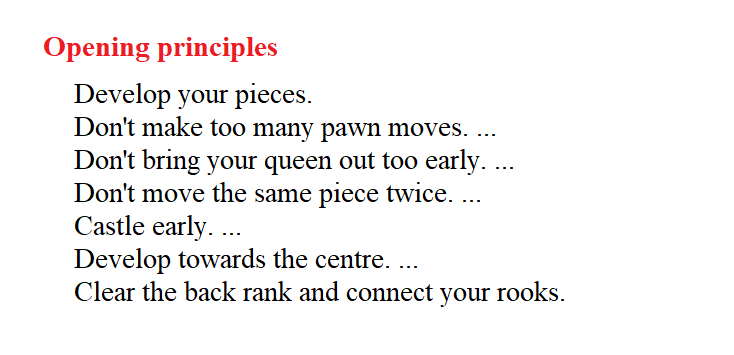 Opening principles
Develop your pieces.
Don't make too many pawn moves. ...
Don't bring your queen out too early. ...
Don't move the same piece twice. ...
Castle early. ...
Develop towards the centre. ...
Clear the back rank and connect your rooks.